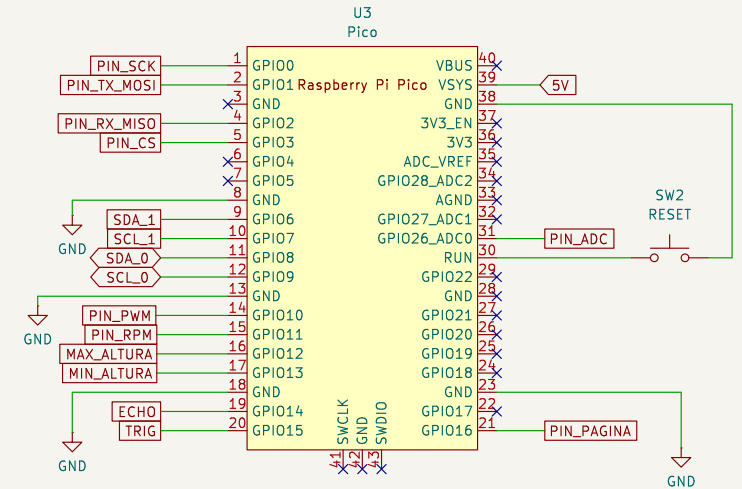 U3
Pico
Raspberry Pi Pico
PIN_SCK 1 GPIO0
PIN_TX_MOSI 2 GPIO1
3 GND
PIN_RX_MISO 4 GPIO2
PIN_CS 5 GPIO3
6 GPIO4
7 GPIO5
GND 8 GND
SDA_1 9 GPIO6
SCL_1 10 GPIO7
SDA_0 11 GPIO8
SCL_0 12 GPIO9
GND 13 GND
PIN_PWM 14 GPIO10
PIN_RPM 15 GPIO11
MAX_ALTURA 16 GPIO12
MIN_ALTURA 17 GPIO13
GND 18 GND
ECHO 19 GPIO14
TRIG 20 GPIO15
SWCLK 41
GND 42
SWDIO 43
VBUS 40
VSYS 39 5V
GND 38
3V3_EN 37
3V3 36
ADC_VREF 35
GPIO28_ADC2 34
AGND 33
GPIO27_ADC1 32
GPIO26_ADC0 31 PIN_ADC
RUN 30
SW2
RESET
GPIO22 29
GND 28
GPIO21 27
GPIO20 26
GPIO19 25
GPIO18 24
GND 23
GPIO17 22
GPIO16 21 PIN_PAGINA
GND